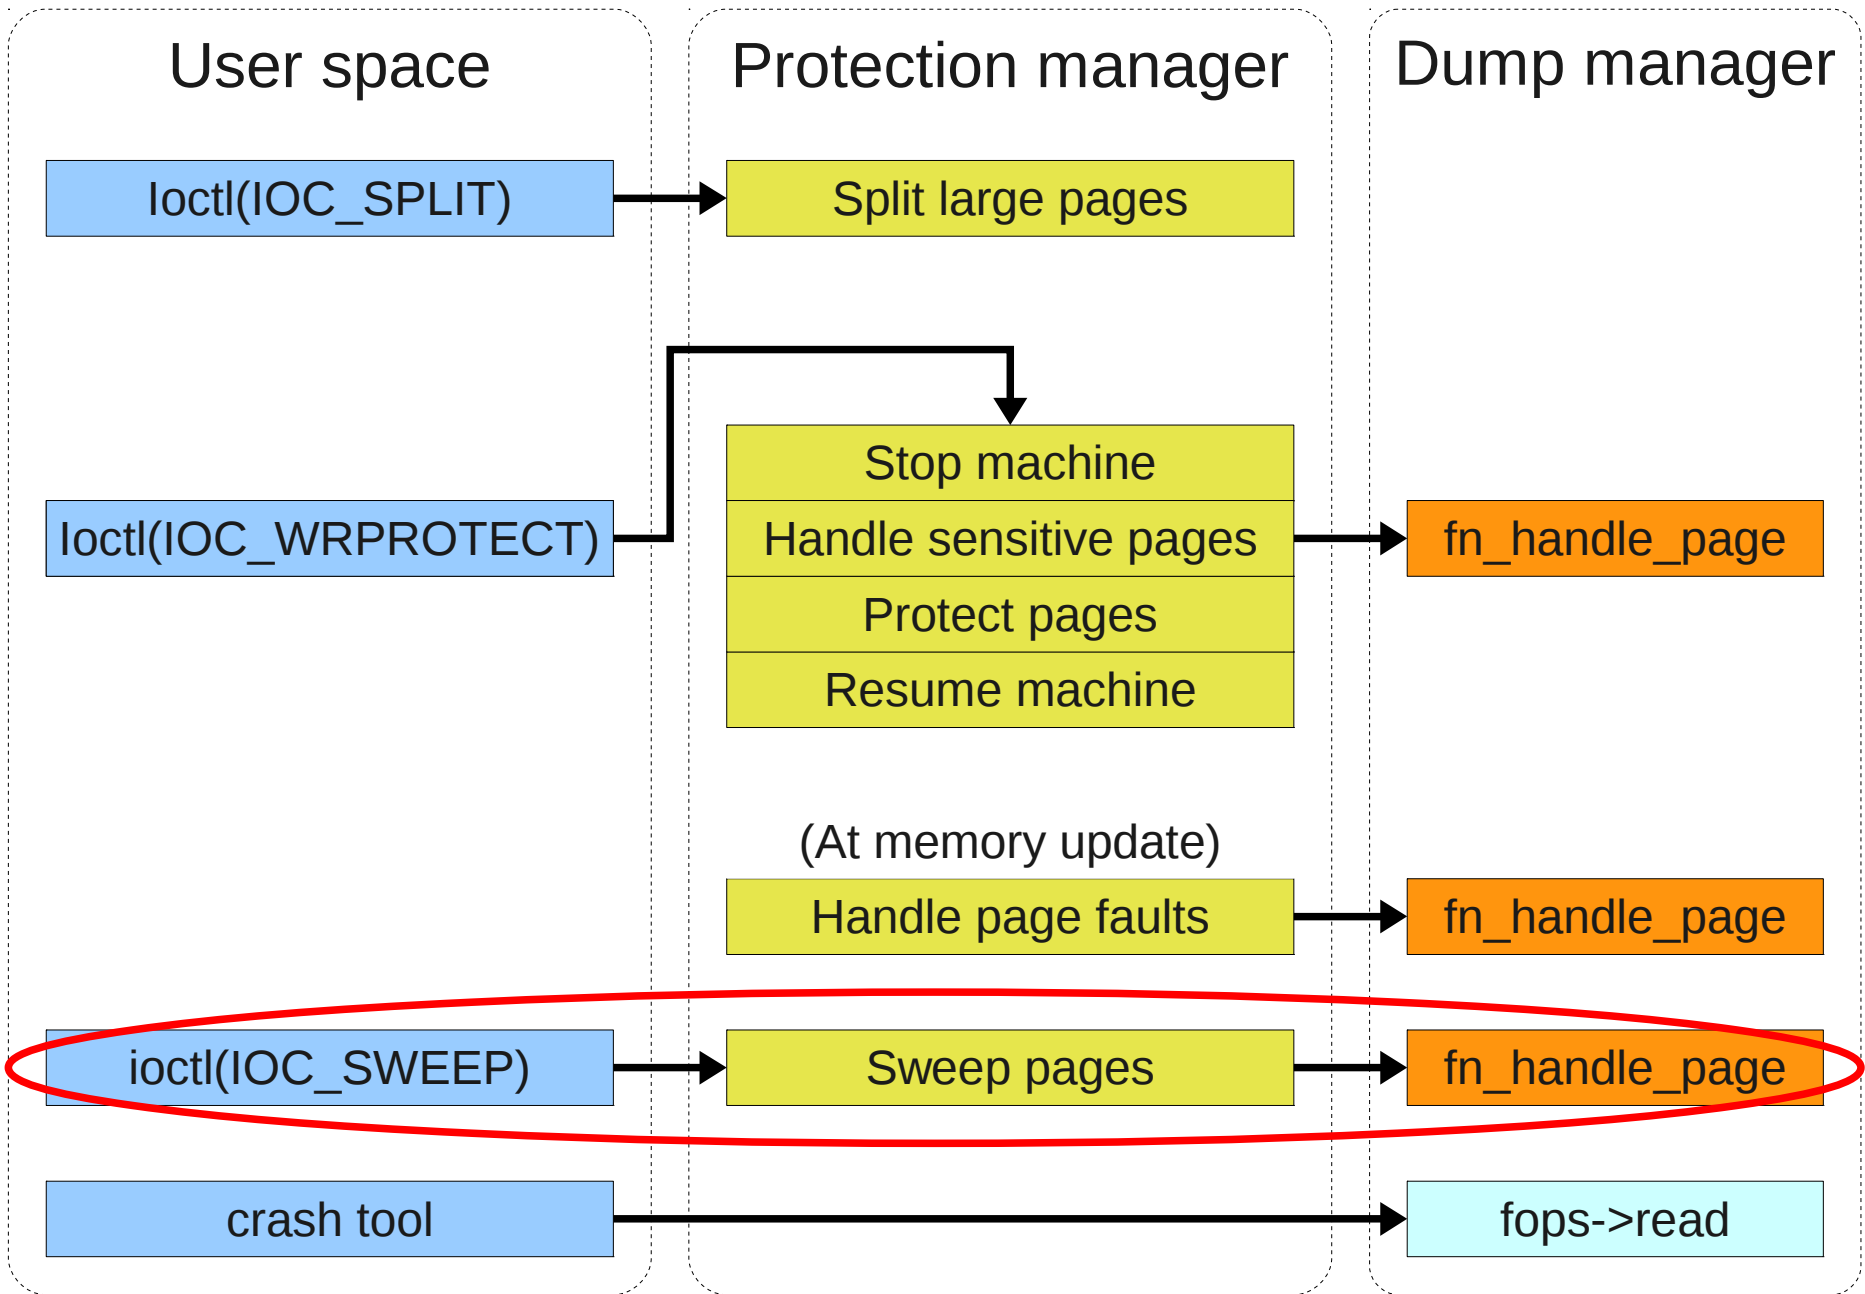 User space
Protection manager
Dump manager
Ioctl(IOC_SPLIT)
Split large pages
Stop machine
Ioctl(IOC_WRPROTECT)
Handle sensitive pages
fn_handle_page
Protect pages
Resume machine
(At memory update)
Handle page faults
fn_handle_page
ioctl(IOC_SWEEP)
Sweep pages
fn_handle_page
crash tool
fops->read